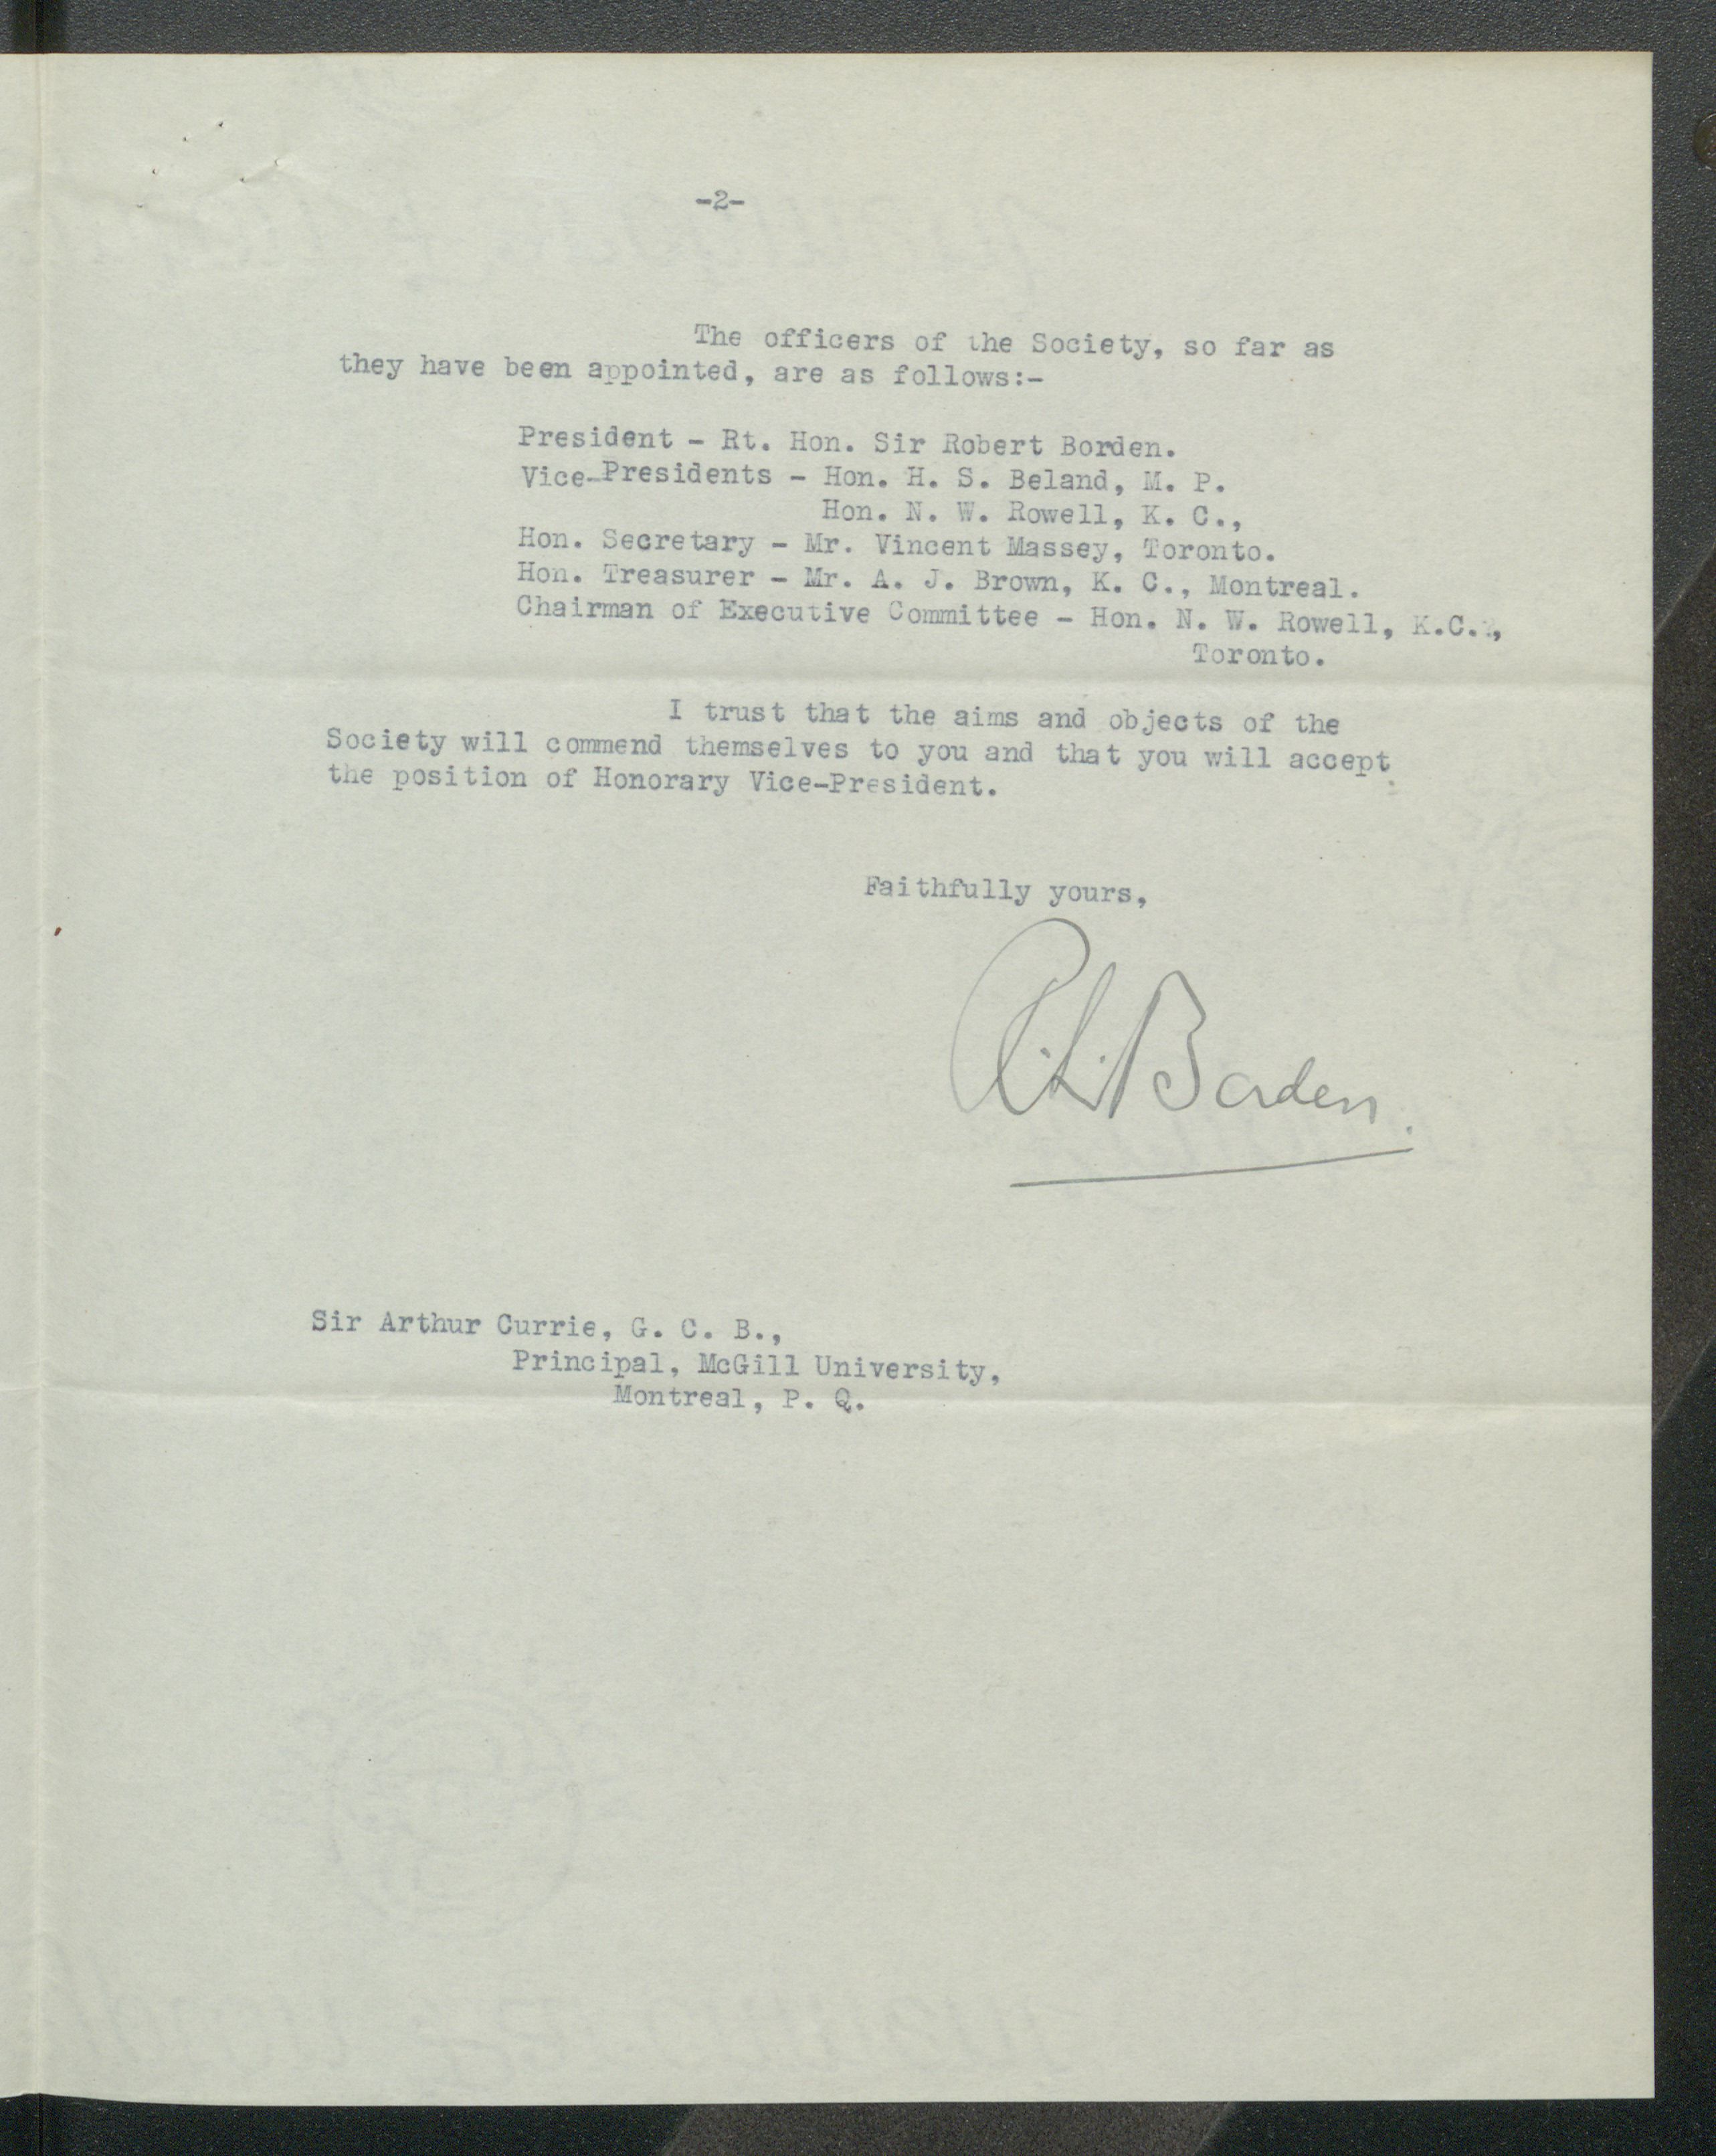 -2-
The officers of the Society, so far as
they have been appointed, are as follows:-
President - Rt. Hon. Sir Robert Borden.
Vice-Presidents - Hon. H. S. Beland, M. P.
Hon. N. W. Rowell, K. C.,
Hon. Secretary - Mr. Vincent Massey, Toronto.
Hon. Treasurer - Mr. A. J. Brown, K. C., Montreal.
Chairman of Executive Committee - Hon. N. W. Rowell, K.C.,
Toronto.
I trust that the aims and objects of the
Society will commend themselves to you and that you will accept
the position of Honorary Vice-President.
Faithfully yours,
R.L.Borden.
Sir Arthur Currie, G. C. B.,
Principal, McGill University,
Montreal, P. Q.